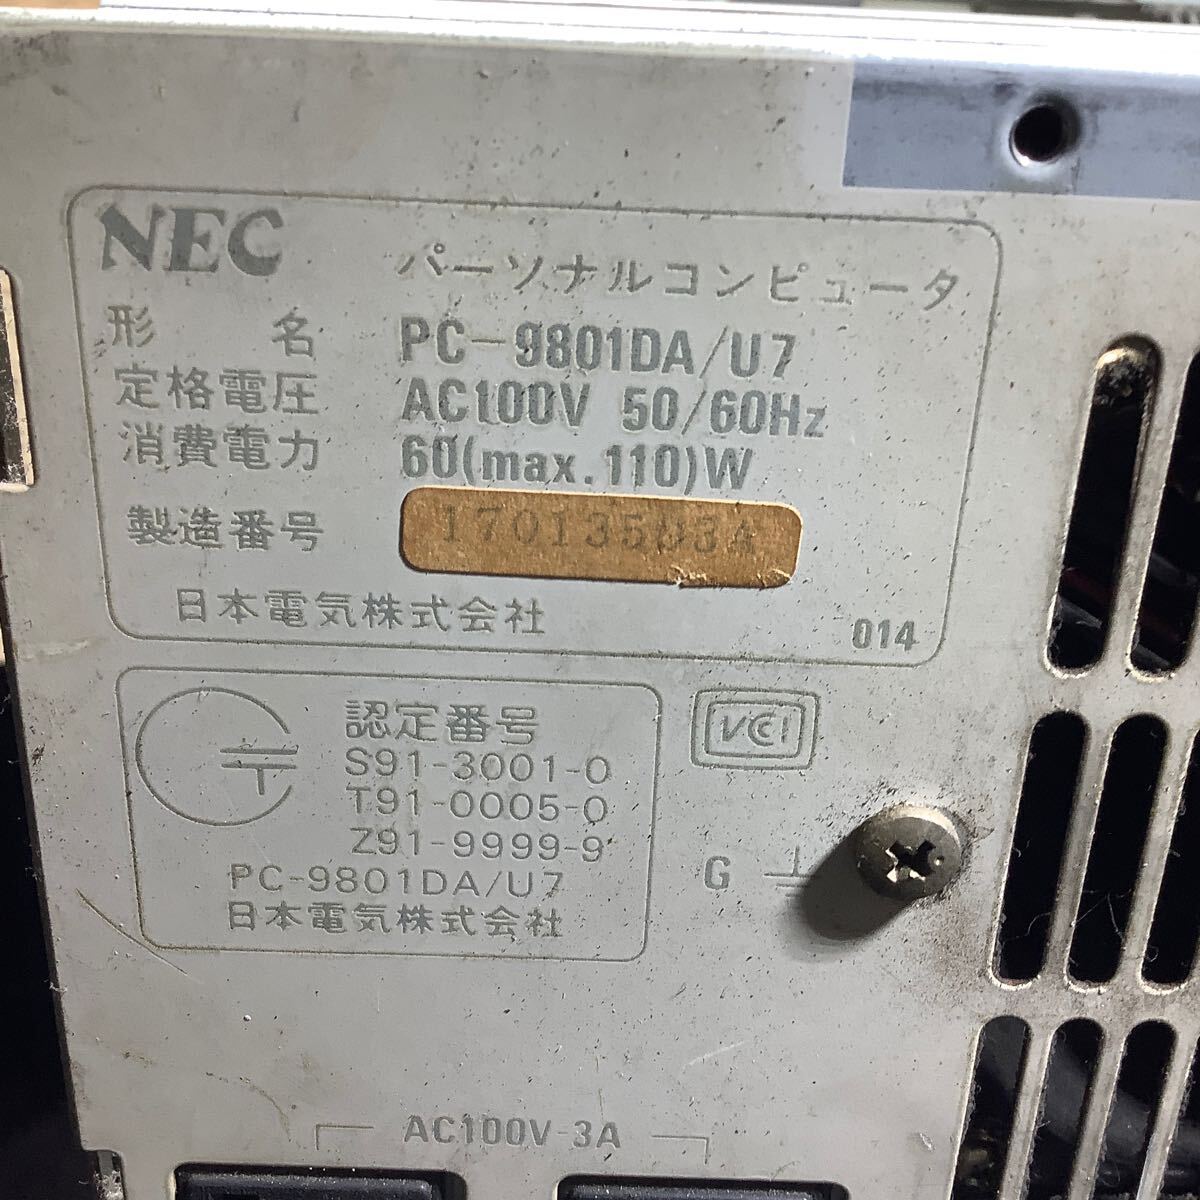 NEC パーソナルコンピュータ
形名 PC-9801DA/U7
定格電圧 AC100V 50/60Hz
消費電力 60(max.110)W
製造番号 170135034
日本電気株式会社 014
認定番号
S91-3001-0
T91-0005-0
Z91-9999-9
PC-9801DA/U7
日本電気株式会社
VCCI
G
AC100V-3A